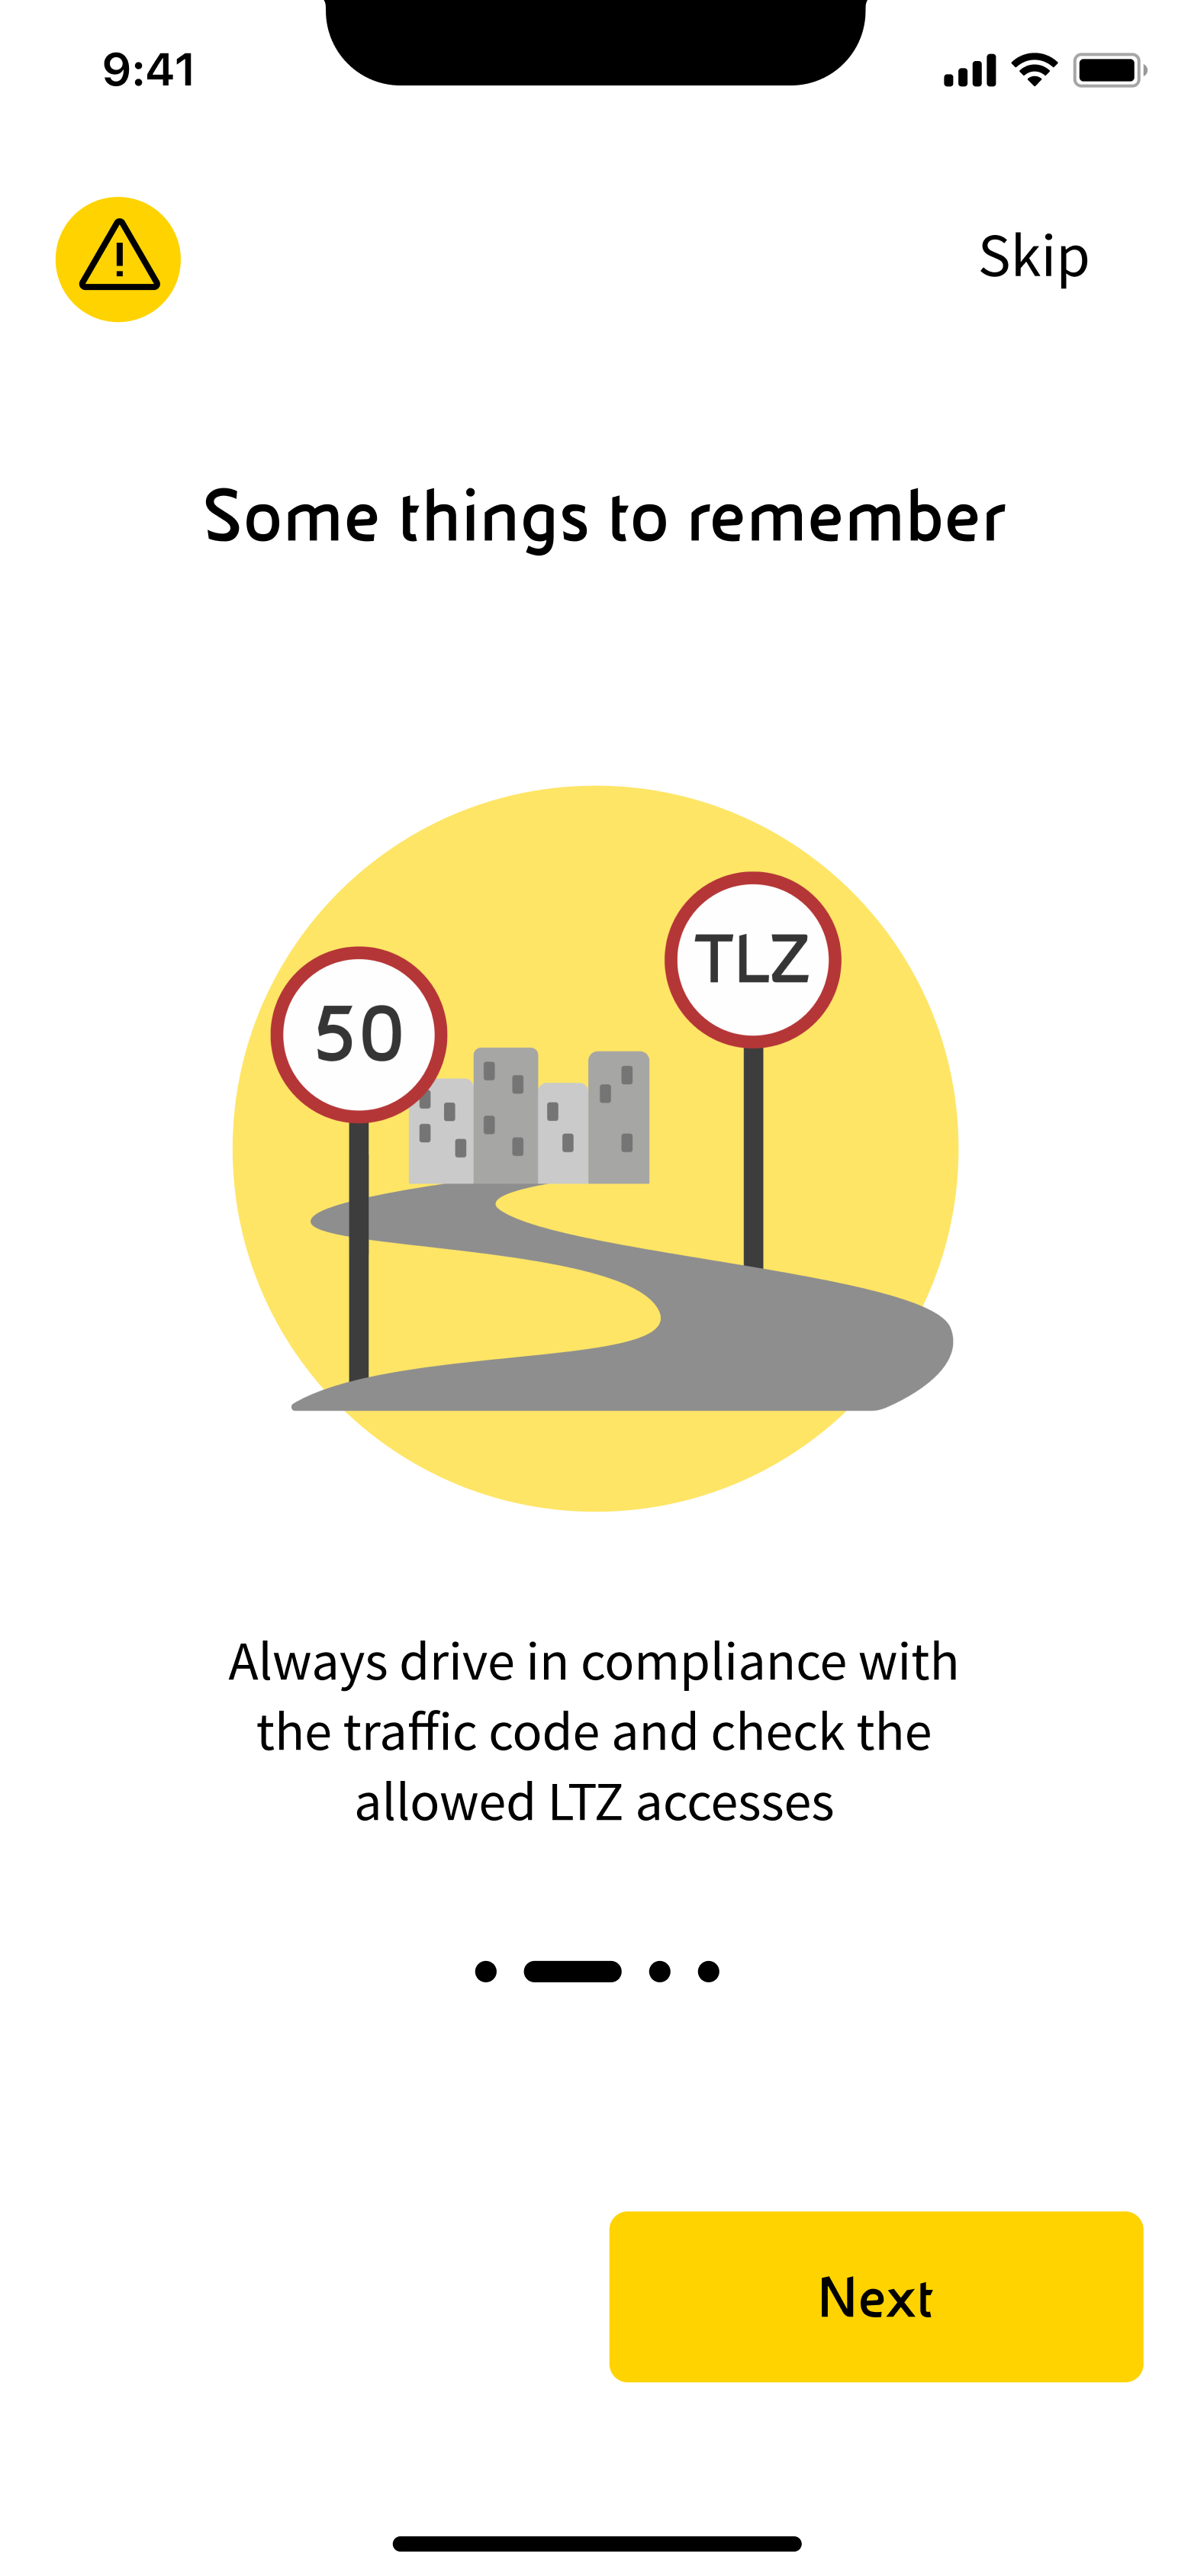 9:41
Skip
Some things to remember
TLZ
50
Always drive in compliance with
the traffic code and check the
allowed LTZ accesses
Next